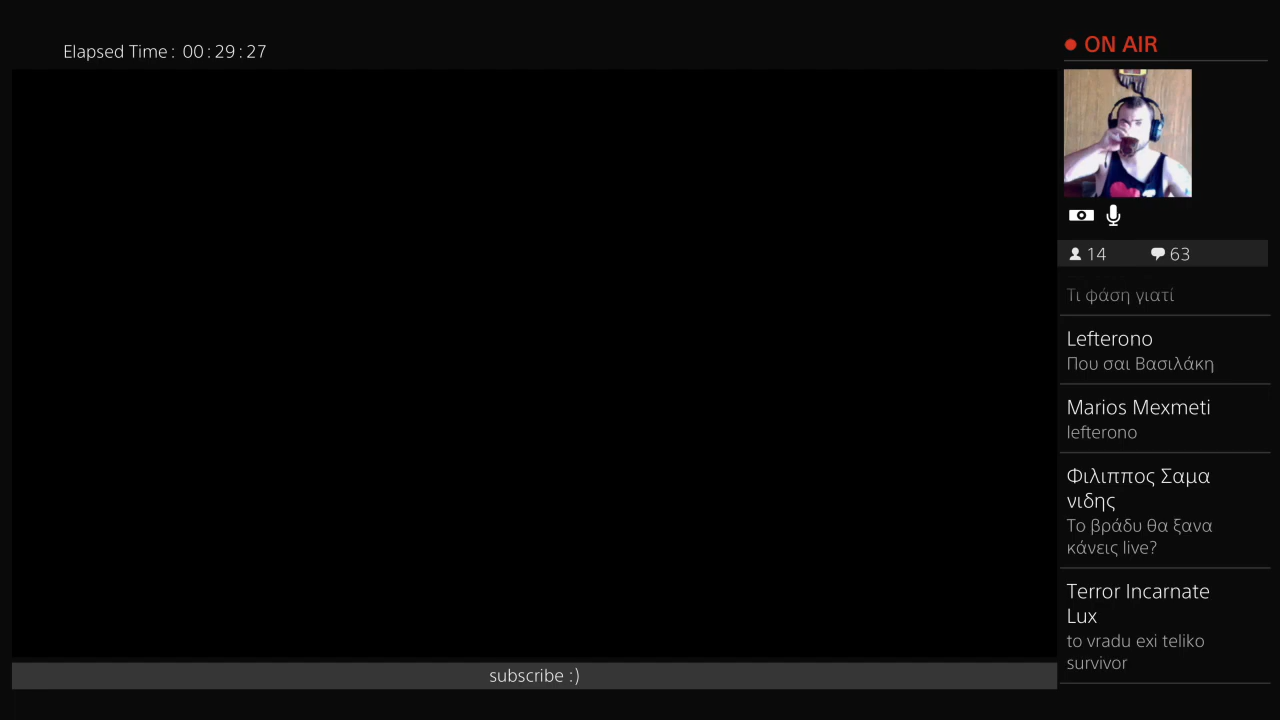 Elapsed Time : 00 : 29 : 27
ON AIR
14
63
Τι φάση γιατί
Lefterono
Που σαι Βασιλάκη
Marios Mexmeti
lefterono
Φιλιππος Σαμα
νιδης
Το βράδυ θα ξανα
κάνεις live?
Terror Incarnate
Lux
to vradu exi teliko
survivor
subscribe :)